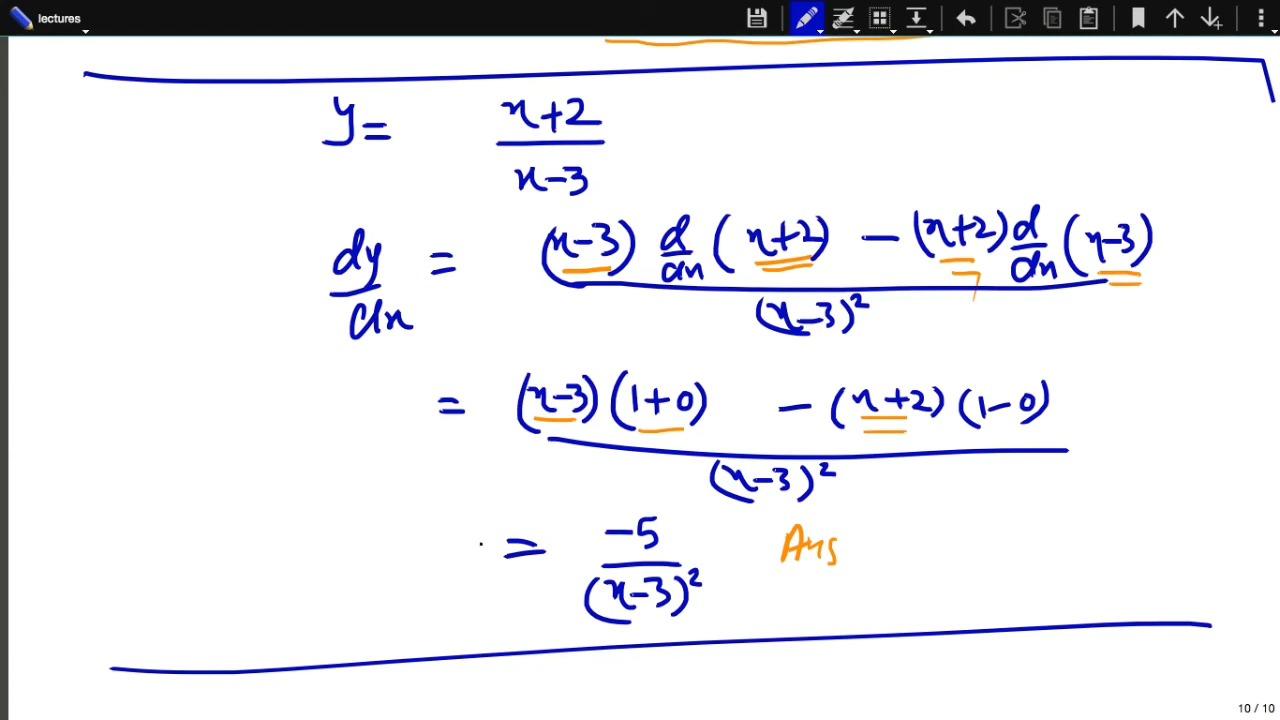 lectures
y = x+2 / x-3
dy/dx = (x-3) d/dx (x+2) - (x+2) d/dx (x-3) / (x-3)²
= (x-3)(1+0) - (x+2)(1-0) / (x-3)²
= -5 / (x-3)² Ans
10 / 10